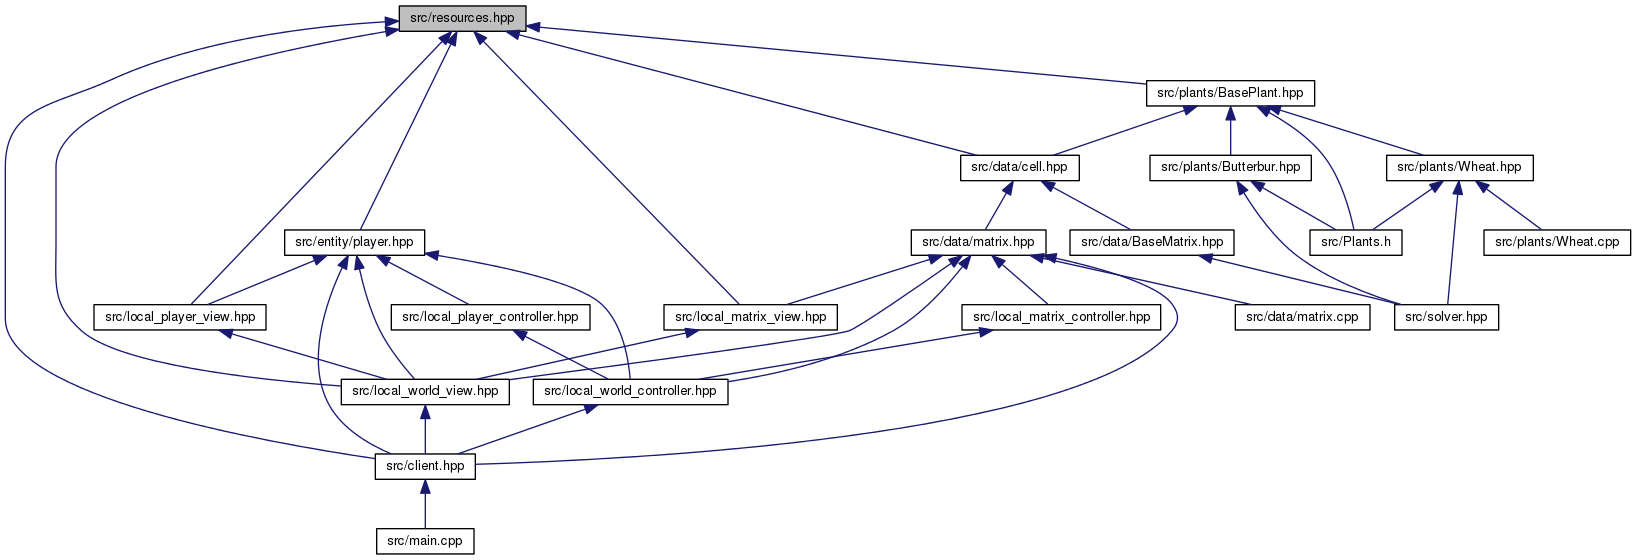 src/resources.hpp
src/plants/BasePlant.hpp
src/data/cell.hpp
src/plants/Butterbur.hpp
src/plants/Wheat.hpp
src/entity/player.hpp
src/data/matrix.hpp
src/data/BaseMatrix.hpp
src/Plants.h
src/plants/Wheat.cpp
src/local_player_view.hpp
src/local_player_controller.hpp
src/local_matrix_view.hpp
src/local_matrix_controller.hpp
src/data/matrix.cpp
src/solver.hpp
src/local_world_view.hpp
src/local_world_controller.hpp
src/client.hpp
src/main.cpp